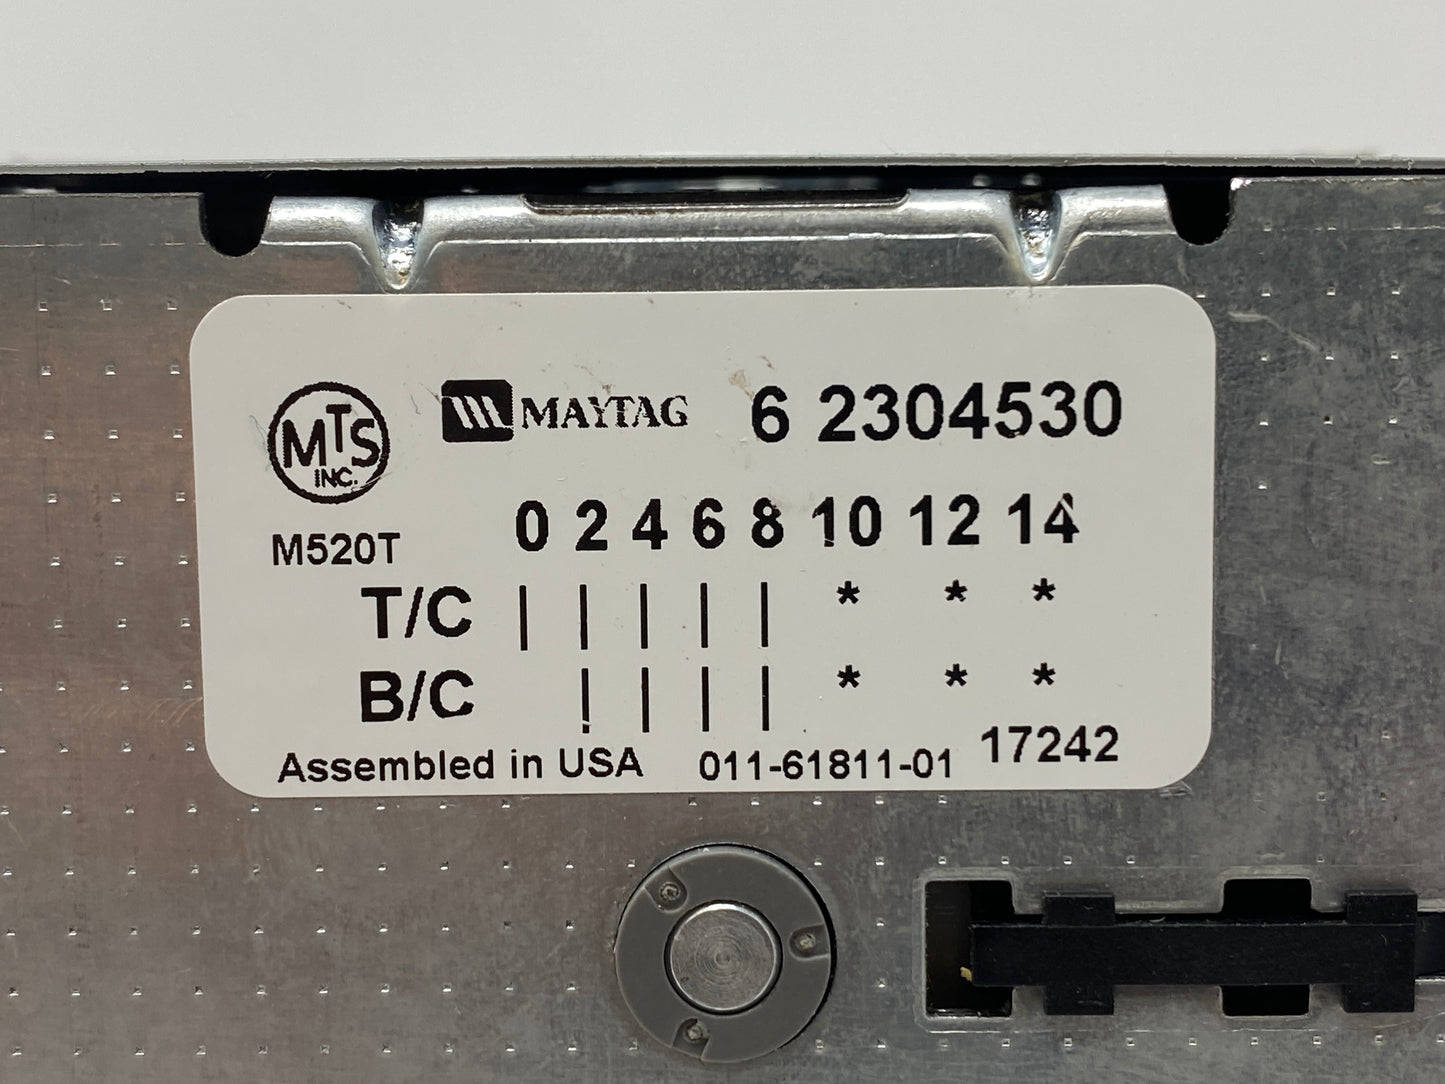 MTS INC. MAYTAG 6 2304530
M520T 0 2 4 6 8 10 12 14
T/C | | | | | * * *
B/C | | | | * * *
Assembled in USA 011-61811-01 17242